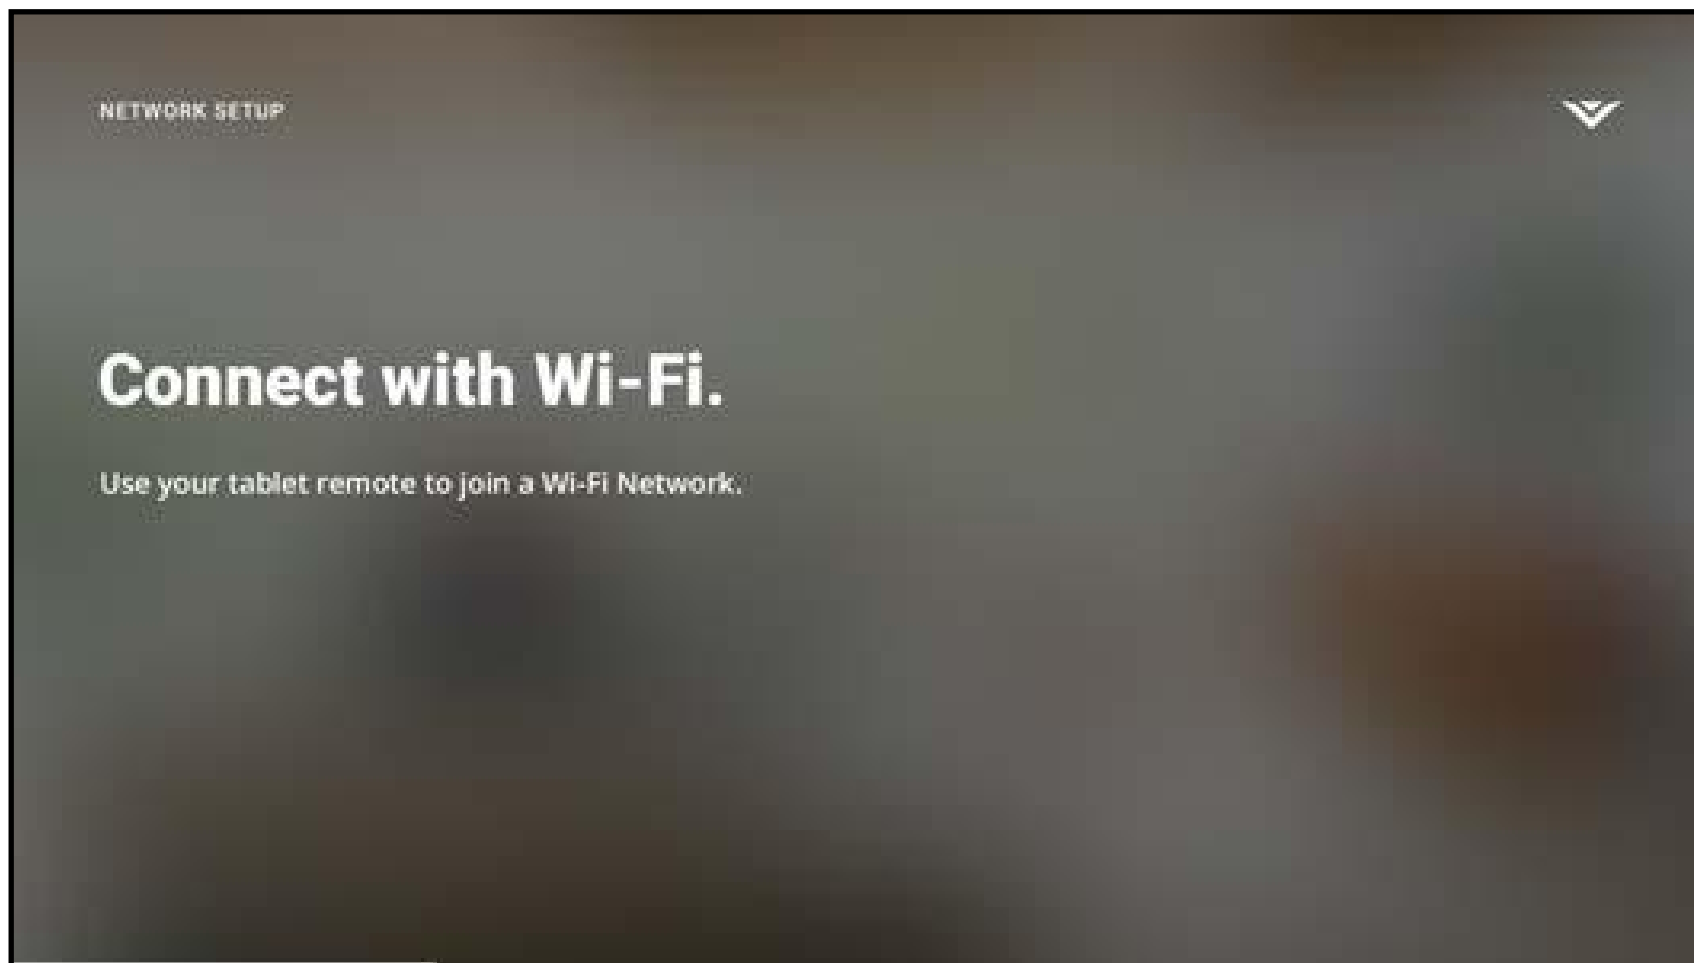 NETWORK SETUP
Connect with Wi-Fi.
Use your tablet remote to join a Wi-Fi Network.